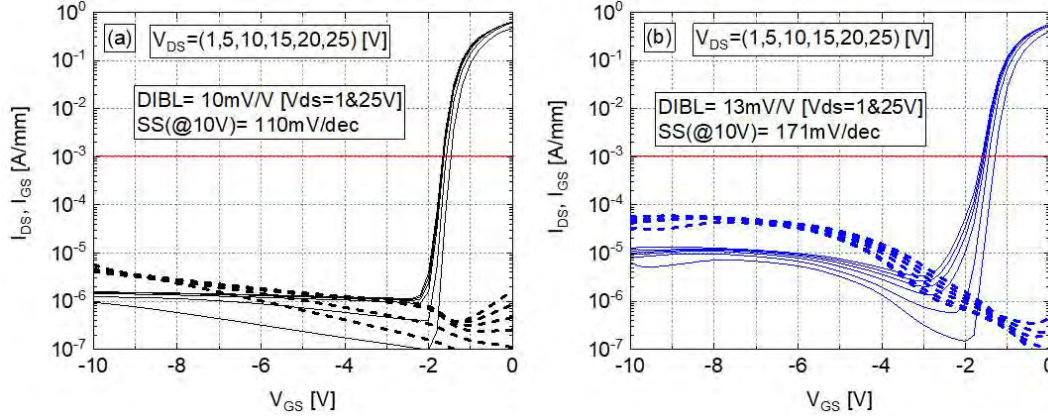 (a)
V_DS=(1,5,10,15,20,25) [V]
DIBL= 10mV/V [Vds=1&25V]
SS(@10V)= 110mV/dec
I_DS, I_GS [A/mm]
10^0
10^-1
10^-2
10^-3
10^-4
10^-5
10^-6
10^-7
-10 -8 -6 -4 -2 0
V_GS [V]
(b)
V_DS=(1,5,10,15,20,25) [V]
DIBL= 13mV/V [Vds=1&25V]
SS(@10V)= 171mV/dec
I_DS, I_GS [A/mm]
10^0
10^-1
10^-2
10^-3
10^-4
10^-5
10^-6
10^-7
-10 -8 -6 -4 -2 0
V_GS [V]